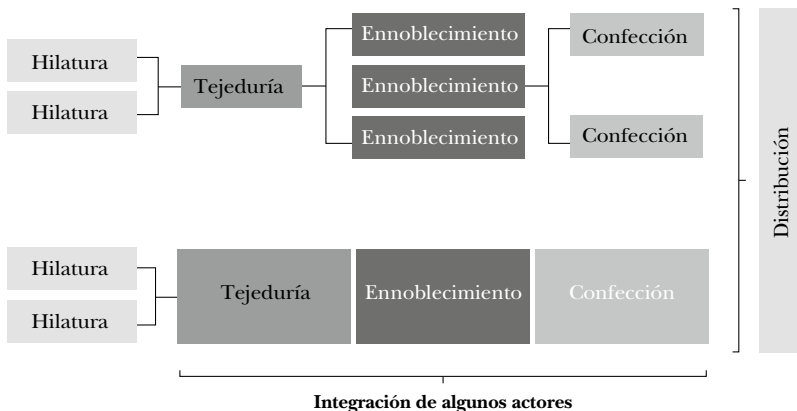 Hilatura
Hilatura
Tejeduría
Ennoblecimiento
Ennoblecimiento
Ennoblecimiento
Confección
Confección
Hilatura
Hilatura
Tejeduría
Ennoblecimiento
Confección
Distribución
Integración de algunos actores